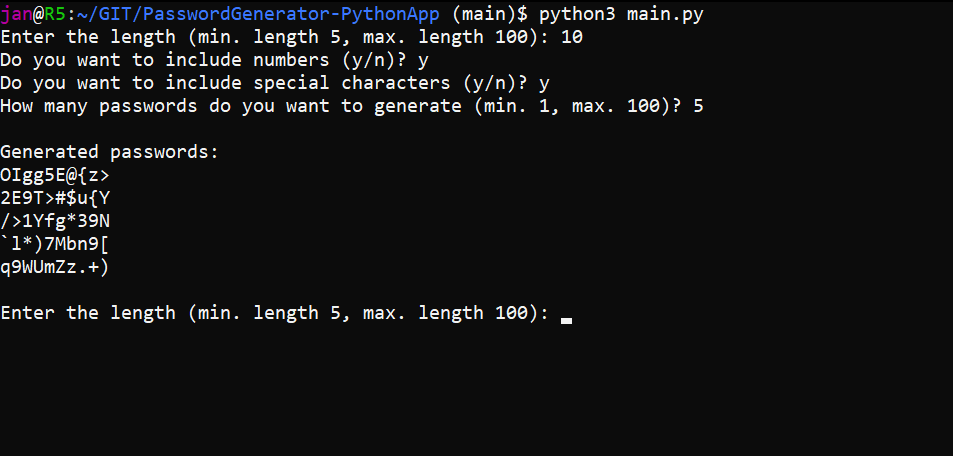 jan@R5:~/GIT/PasswordGenerator-PythonApp (main)$ python3 main.py
Enter the length (min. length 5, max. length 100): 10
Do you want to include numbers (y/n)? y
Do you want to include special characters (y/n)? y
How many passwords do you want to generate (min. 1, max. 100)? 5
Generated passwords:
OIgg5E@{z>
2E9T>#$u{Y
/>1Yfg*39N
`l*)7Mbn9[
q9WUmZz.+)
Enter the length (min. length 5, max. length 100):